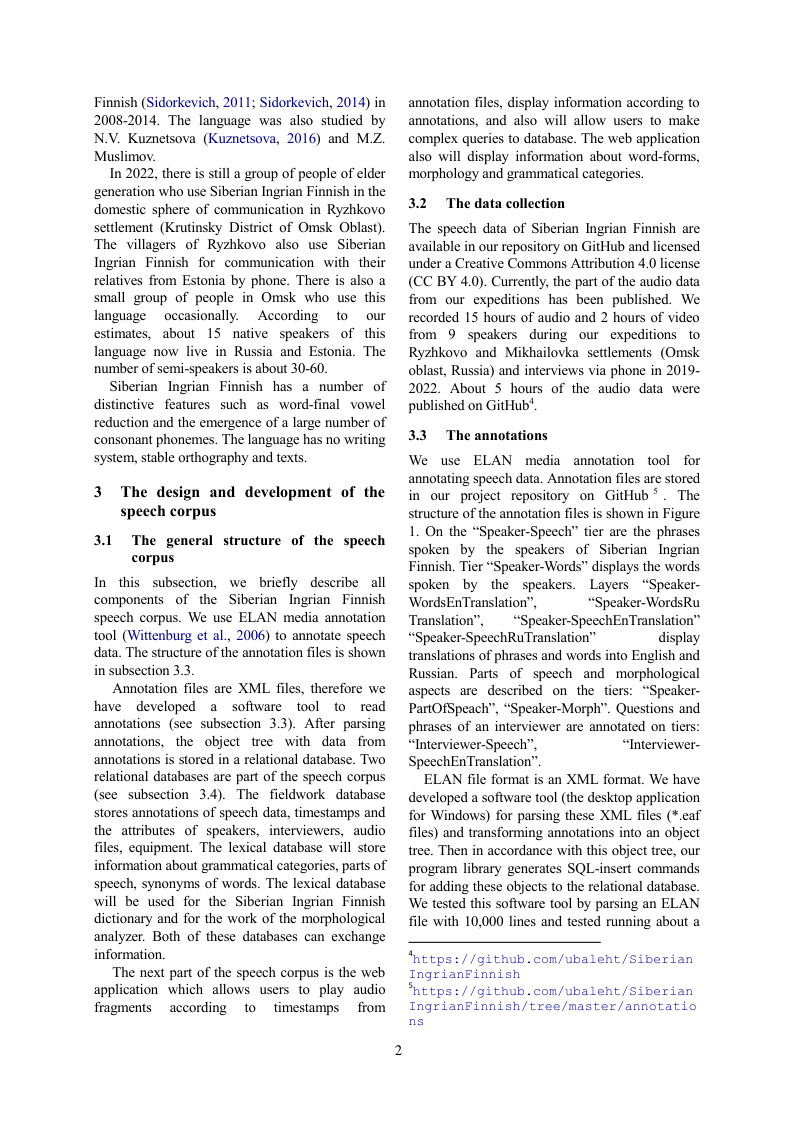 Finnish (Sidorkevich, 2011; Sidorkevich, 2014) in
2008-2014. The language was also studied by
N.V. Kuznetsova (Kuznetsova, 2016) and M.Z.
Muslimov.
In 2022, there is still a group of people of elder
generation who use Siberian Ingrian Finnish in the
domestic sphere of communication in Ryzhkovo
settlement (Krutinsky District of Omsk Oblast).
The villagers of Ryzhkovo also use Siberian
Ingrian Finnish for communication with their
relatives from Estonia by phone. There is also a
small group of people in Omsk who use this
language occasionally. According to our
estimates, about 15 native speakers of this
language now live in Russia and Estonia. The
number of semi-speakers is about 30-60.
Siberian Ingrian Finnish has a number of
distinctive features such as word-final vowel
reduction and the emergence of a large number of
consonant phonemes. The language has no writing
system, stable orthography and texts.
3 The design and development of the
speech corpus
3.1 The general structure of the speech
corpus
In this subsection, we briefly describe all
components of the Siberian Ingrian Finnish
speech corpus. We use ELAN media annotation
tool (Wittenburg et al., 2006) to annotate speech
data. The structure of the annotation files is shown
in subsection 3.3.
Annotation files are XML files, therefore we
have developed a software tool to read
annotations (see subsection 3.3). After parsing
annotations, the object tree with data from
annotations is stored in a relational database. Two
relational databases are part of the speech corpus
(see subsection 3.4). The fieldwork database
stores annotations of speech data, timestamps and
the attributes of speakers, interviewers, audio
files, equipment. The lexical database will store
information about grammatical categories, parts of
speech, synonyms of words. The lexical database
will be used for the Siberian Ingrian Finnish
dictionary and for the work of the morphological
analyzer. Both of these databases can exchange
information.
The next part of the speech corpus is the web
application which allows users to play audio
fragments according to timestamps from
annotation files, display information according to
annotations, and also will allow users to make
complex queries to database. The web application
also will display information about word-forms,
morphology and grammatical categories.
3.2 The data collection
The speech data of Siberian Ingrian Finnish are
available in our repository on GitHub and licensed
under a Creative Commons Attribution 4.0 license
(CC BY 4.0). Currently, the part of the audio data
from our expeditions has been published. We
recorded 15 hours of audio and 2 hours of video
from 9 speakers during our expeditions to
Ryzhkovo and Mikhailovka settlements (Omsk
oblast, Russia) and interviews via phone in 2019-
2022. About 5 hours of the audio data were
published on GitHub4.
3.3 The annotations
We use ELAN media annotation tool for
annotating speech data. Annotation files are stored
in our project repository on GitHub 5 . The
structure of the annotation files is shown in Figure
1. On the “Speaker-Speech” tier are the phrases
spoken by the speakers of Siberian Ingrian
Finnish. Tier “Speaker-Words” displays the words
spoken by the speakers. Layers “Speaker-
WordsEnTranslation”, “Speaker-WordsRu
Translation”, “Speaker-SpeechEnTranslation”
“Speaker-SpeechRuTranslation” display
translations of phrases and words into English and
Russian. Parts of speech and morphological
aspects are described on the tiers: “Speaker-
PartOfSpeach”, “Speaker-Morph”. Questions and
phrases of an interviewer are annotated on tiers:
“Interviewer-Speech”, “Interviewer-
SpeechEnTranslation”.
ELAN file format is an XML format. We have
developed a software tool (the desktop application
for Windows) for parsing these XML files (*.eaf
files) and transforming annotations into an object
tree. Then in accordance with this object tree, our
program library generates SQL-insert commands
for adding these objects to the relational database.
We tested this software tool by parsing an ELAN
file with 10,000 lines and tested running about a
4https://github.com/ubaleht/Siberian
IngrianFinnish
5https://github.com/ubaleht/Siberian
IngrianFinnish/tree/master/annotatio
ns
2